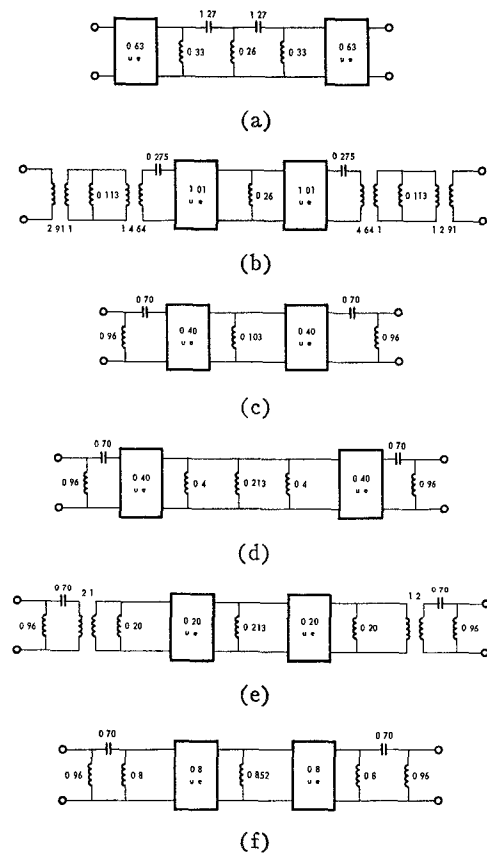 1 27 1 27
0 63 0 33 0 26 0 33 0 63
u e u e
(a)
0 275 0 275
0 113 1 01 0 26 1 01 0 113
u e u e
2 91 1 1 4 64 4 64 1 1 2 91
(b)
0 70 0 70
0 96 0 40 0 103 0 40 0 96
u e u e
(c)
0 70 0 70
0 96 0 40 0 4 0 213 0 4 0 40 0 96
u e u e
(d)
0 70 2 1 1 2 0 70
0 96 0 20 0 20 0 213 0 20 0 20 0 96
u e u e
(e)
0 70 0 70
0 96 0 8 0 8 0 852 0 8 0 8 0 96
u e u e
(f)